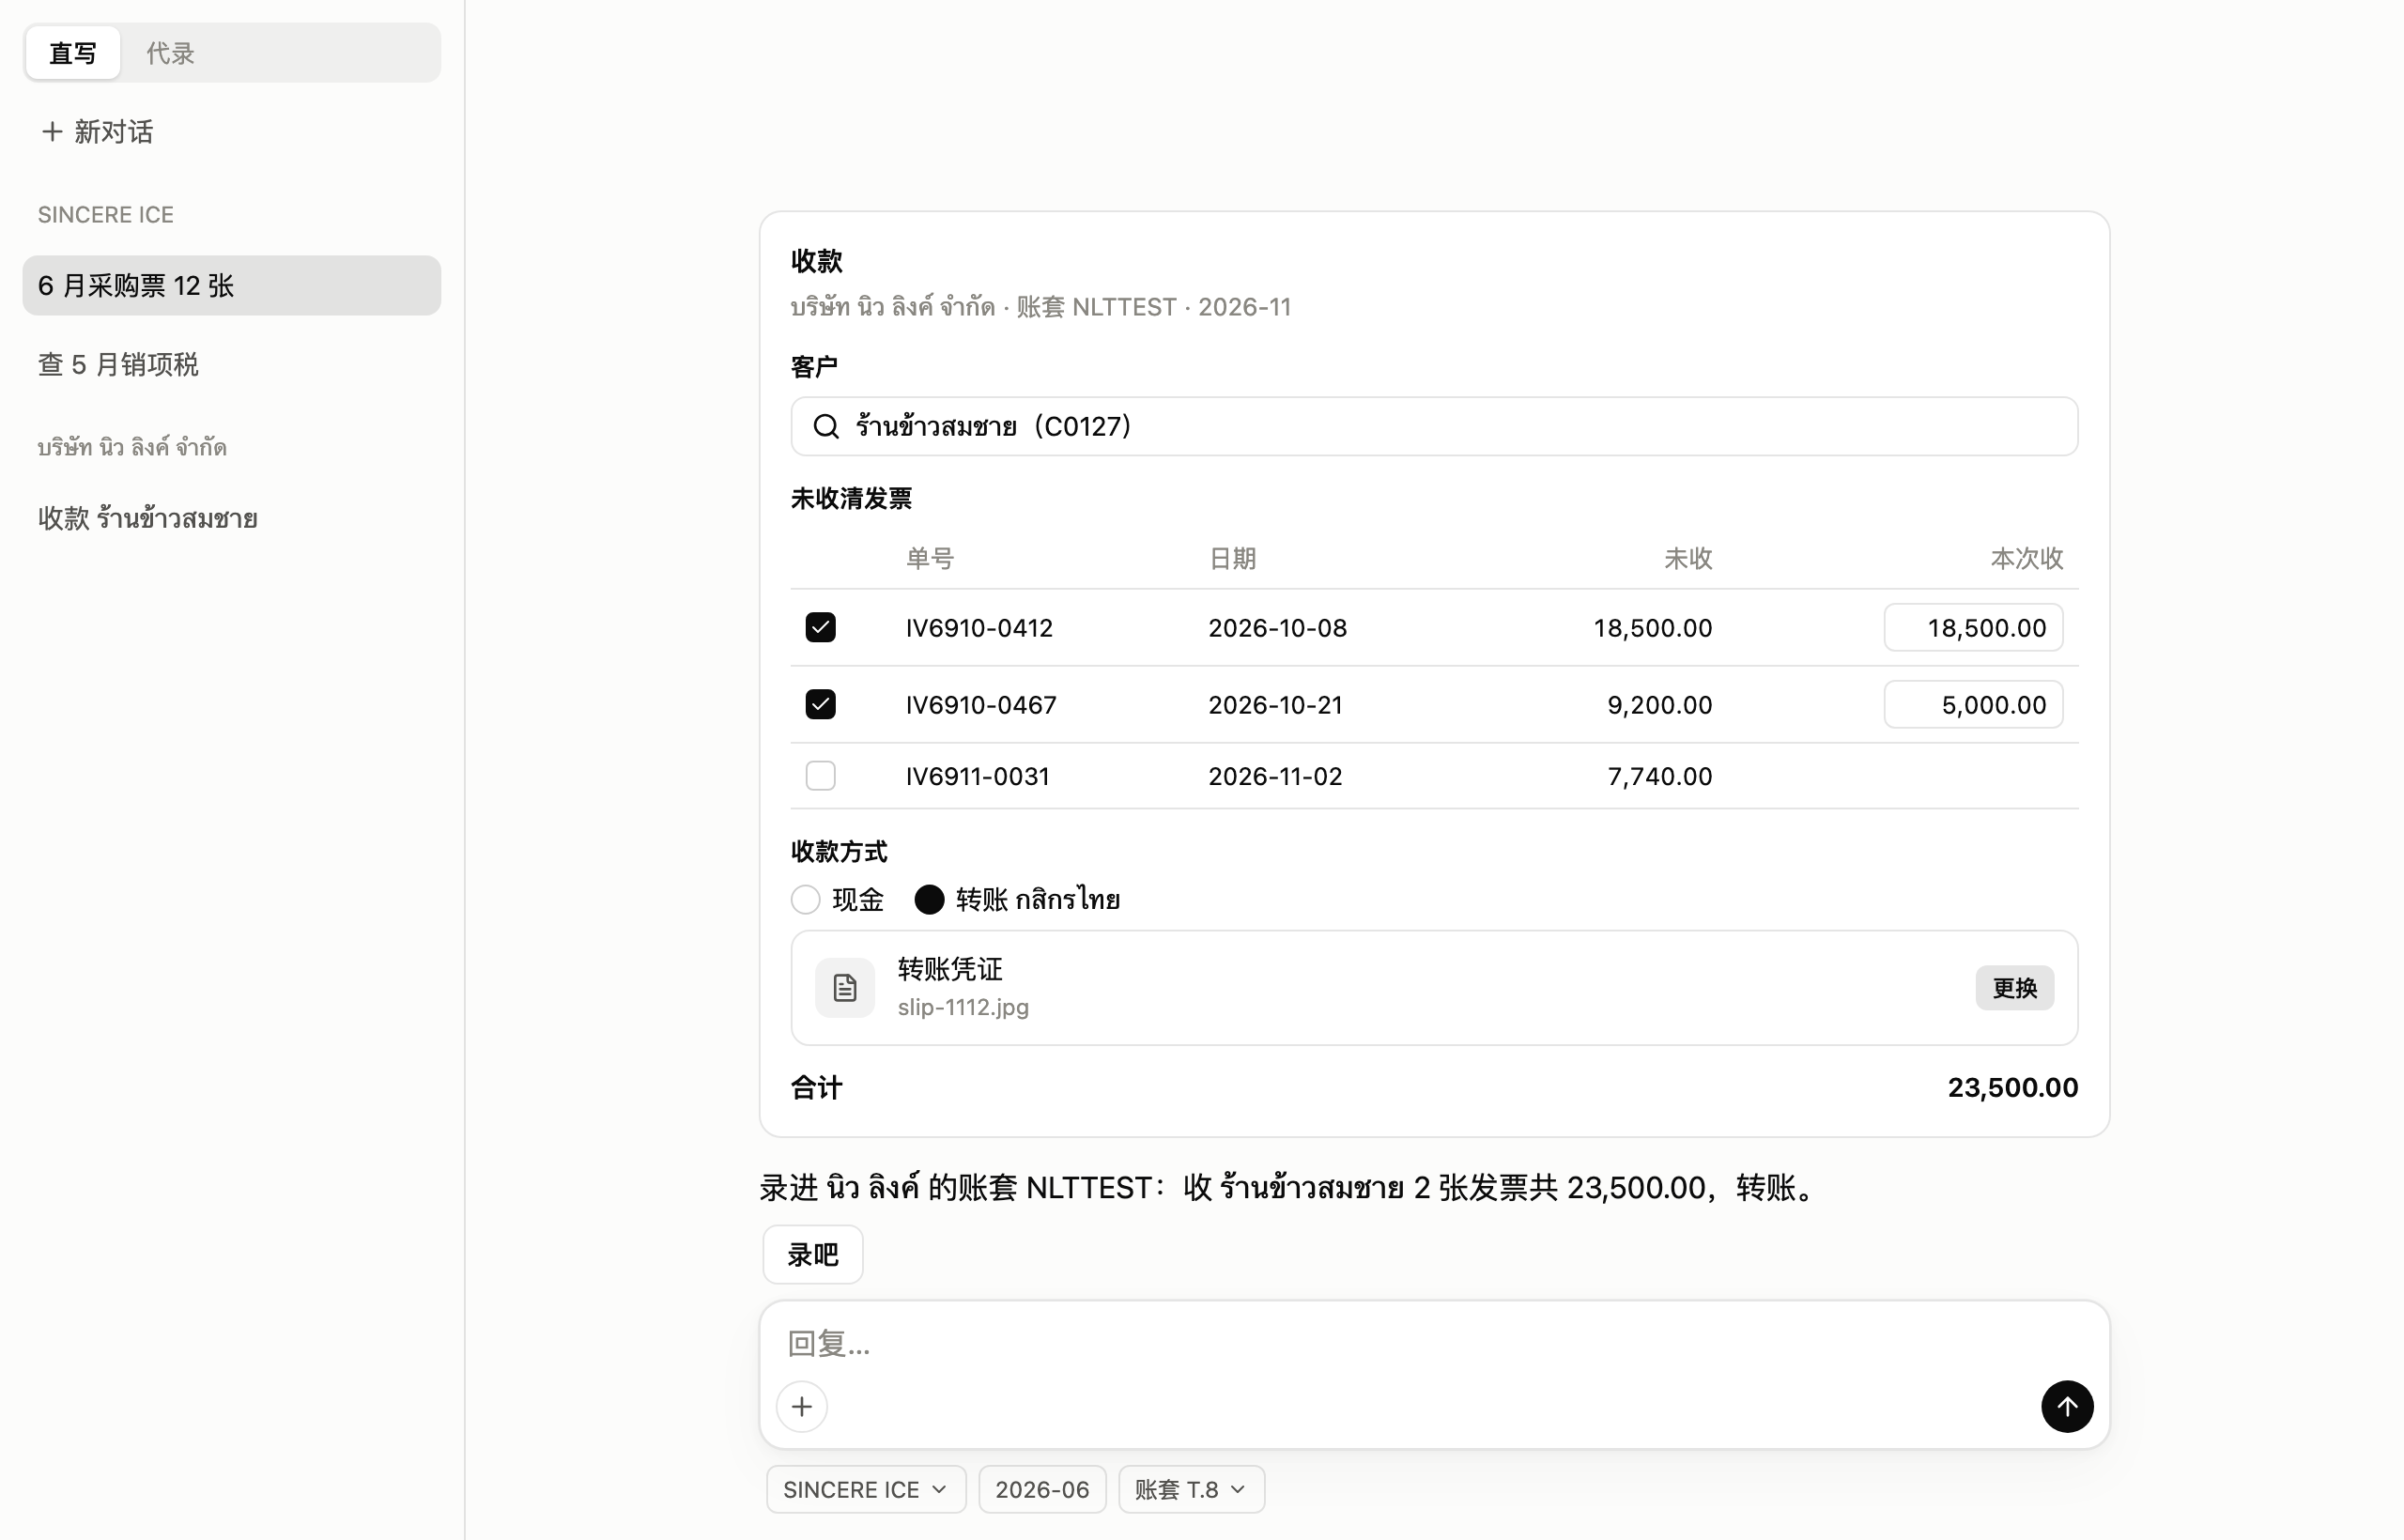 直写 代录
新对话
SINCERE ICE
6 月采购票 12 张
查 5 月销项税
บริษัท นิว ลิงค์ จำกัด
收款 ร้านข้าวสมชาย
收款
บริษัท นิว ลิงค์ จำกัด · 账套 NLTTEST · 2026-11
客户
ร้านข้าวสมชาย（C0127）
未收清发票
单号 日期 未收 本次收
IV6910-0412 2026-10-08 18,500.00 18,500.00
IV6910-0467 2026-10-21 9,200.00 5,000.00
IV6911-0031 2026-11-02 7,740.00
收款方式
现金 转账 กสิกรไทย
转账凭证
slip-1112.jpg
更换
合计 23,500.00
录进 นิว ลิงค์ 的账套 NLTTEST：收 ร้านข้าวสมชาย 2 张发票共 23,500.00，转账。
录吧
回复...
SINCERE ICE 2026-06 账套 T.8